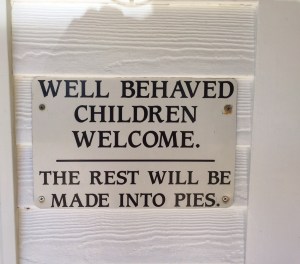 WELL BEHAVED
CHILDREN
WELCOME.
THE REST WILL BE
MADE INTO PIES.